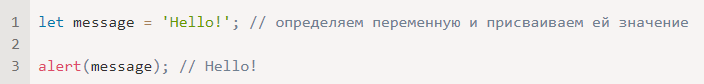 1 let message = 'Hello!'; // определяем переменную и присваиваем ей значение
2
3 alert(message); // Hello!